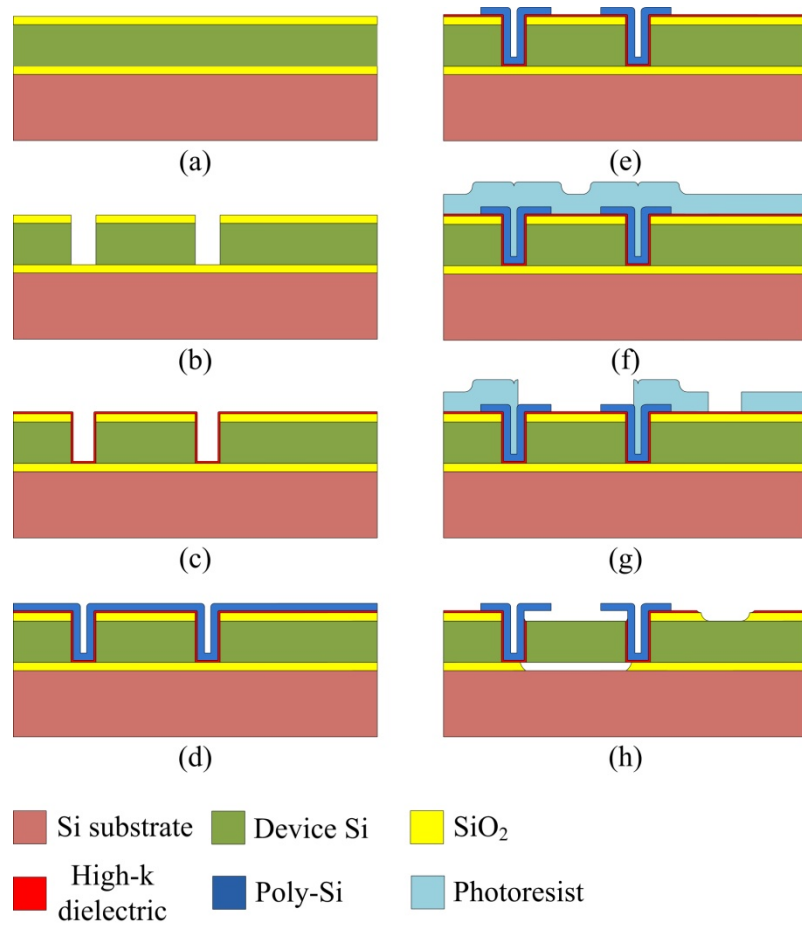 (a)
(b)
(c)
(d)
(e)
(f)
(g)
(h)
Si substrate
Device Si
SiO₂
High-k
dielectric
Poly-Si
Photoresist